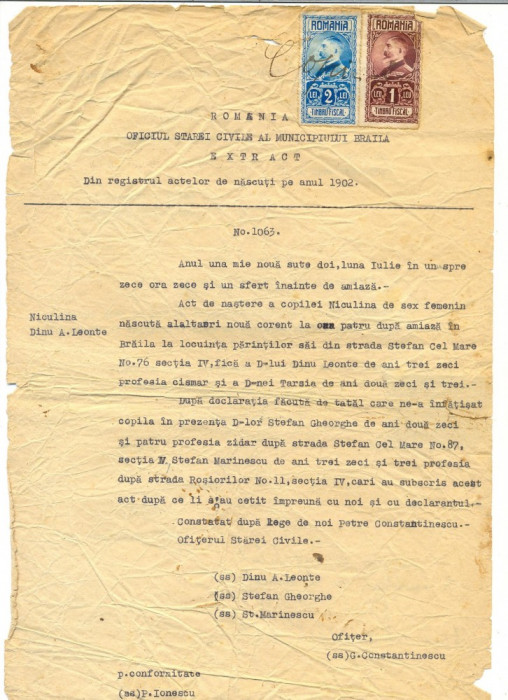 ROMANIA
ROMANIA
LEI 2 LEI
LEU 1 LEU
TIMBRU FISCAL
TIMBRU FISCAL
R O M Â N I A
OFICIUL STAREI CIVILE AL MUNICIPIULUI BRAILA
E X T R A C T
Din registrul actelor de născuți pe anul 1902.
No.1063.
Anul una mie nouă sute doi,luna Iulie în un spre
zece ora zece și un sfert înainte de amiază.-
Act de naștere a copilei Niculina de sex femenin
Niculina
Dinu A.Leonte
născută alaltaeri nouă corent la ora patru după amiază în
Brăila la locuința părinților săi din strada Stefan Cel Mare
No.76 secția IV,fică a D-lui Dinu Leonte de ani trei zeci
profesia cismar și a D-nei Tarsia de ani două zeci și trei.-
După declarația făcută de tatăl care ne-a înfățișat
copila în prezența D-lor Stefan Gheorghe de ani două zeci
și patru profesia zidar după strada Stefan Cel Mare No.87,
secția IV Stefan Marinescu de ani trei zeci și trei profesia
după strada Roșiorilor No.11,secția IV,cari au subscris acest
act după ce li s'au cetit împreună cu noi și cu declarantul.-
Constatat după lege de noi Petre Constantinescu.-
Ofițerul Stărei Civile.-
(ss) Dinu A.Leonte
(ss) Stefan Gheorghe
(ss) St.Marinescu
Ofițer,
(ss)G.Constantinescu
p.conformitate
(ss)P.Ionescu